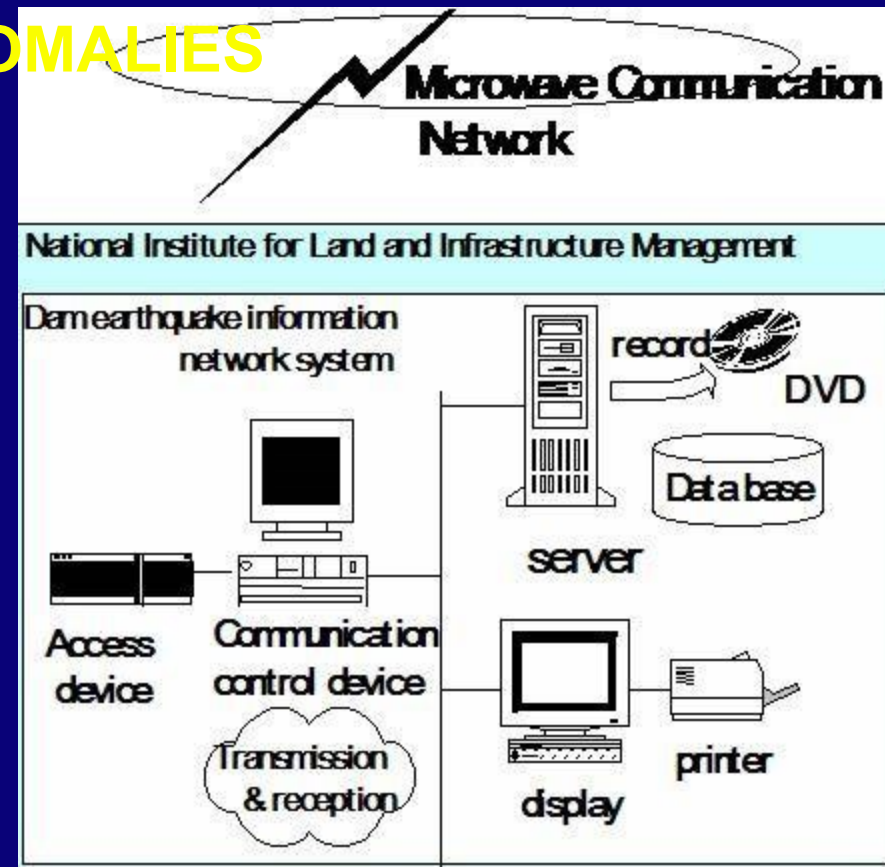 OMALIES
Microwave Communication
Network
National Institute for Land and Infrastructure Management
Dam earthquake information
network system
record
DVD
Data base
server
Access
device
Communication
control device
Transmission
& reception
display
printer